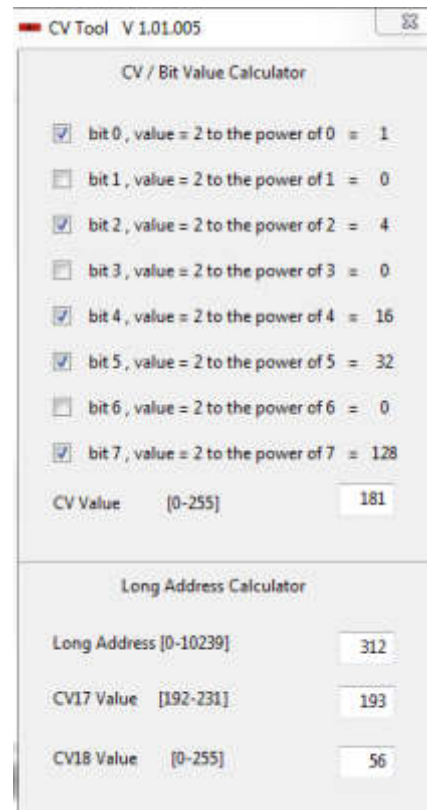 CV Tool V 1.01.005
CV / Bit Value Calculator
bit 0 , value = 2 to the power of 0 = 1
bit 1 , value = 2 to the power of 1 = 0
bit 2 , value = 2 to the power of 2 = 4
bit 3 , value = 2 to the power of 3 = 0
bit 4 , value = 2 to the power of 4 = 16
bit 5 , value = 2 to the power of 5 = 32
bit 6 , value = 2 to the power of 6 = 0
bit 7 , value = 2 to the power of 7 = 128
CV Value [0-255] 181
Long Address Calculator
Long Address [0-10239] 312
CV17 Value [192-231] 193
CV18 Value [0-255] 56